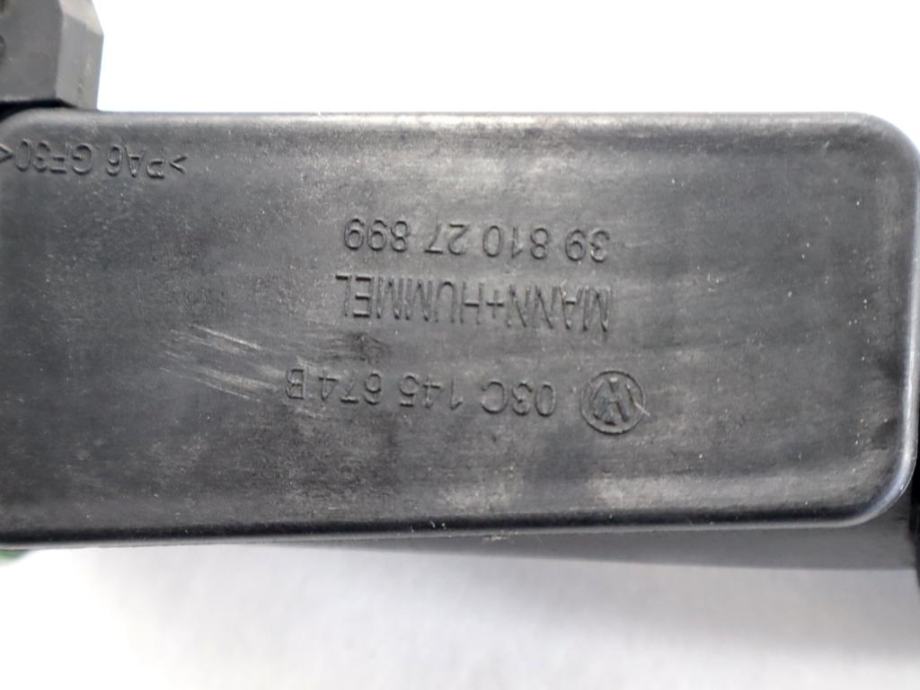 03C 145 674 B
MANN+HUMMEL
39 810 27 899
>PA6 GF30<